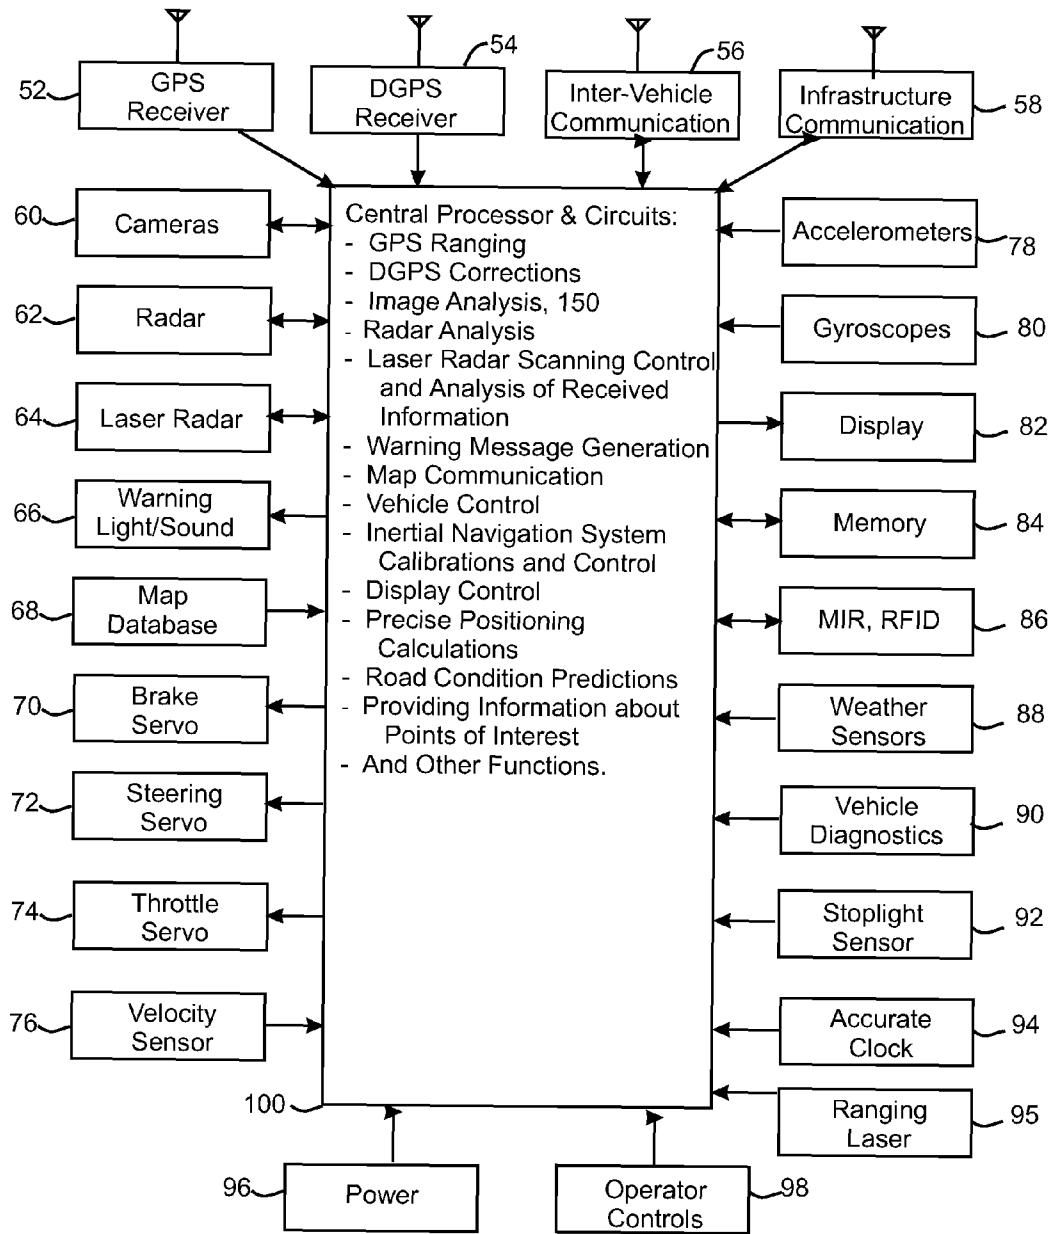 52
GPS
Receiver
DGPS
Receiver
54
Inter-Vehicle
Communication
56
Infrastructure
Communication
58
60
Cameras
62
Radar
64
Laser Radar
66
Warning
Light/Sound
68
Map
Database
70
Brake
Servo
72
Steering
Servo
74
Throttle
Servo
76
Velocity
Sensor
Central Processor & Circuits:
- GPS Ranging
- DGPS Corrections
- Image Analysis, 150
- Radar Analysis
- Laser Radar Scanning Control
and Analysis of Received
Information
- Warning Message Generation
- Map Communication
- Vehicle Control
- Inertial Navigation System
Calibrations and Control
- Display Control
- Precise Positioning
Calculations
- Road Condition Predictions
- Providing Information about
Points of Interest
- And Other Functions.
100
Accelerometers
78
Gyroscopes
80
Display
82
Memory
84
MIR, RFID
86
Weather
Sensors
88
Vehicle
Diagnostics
90
Stoplight
Sensor
92
Accurate
Clock
94
Ranging
Laser
95
96
Power
Operator
Controls
98